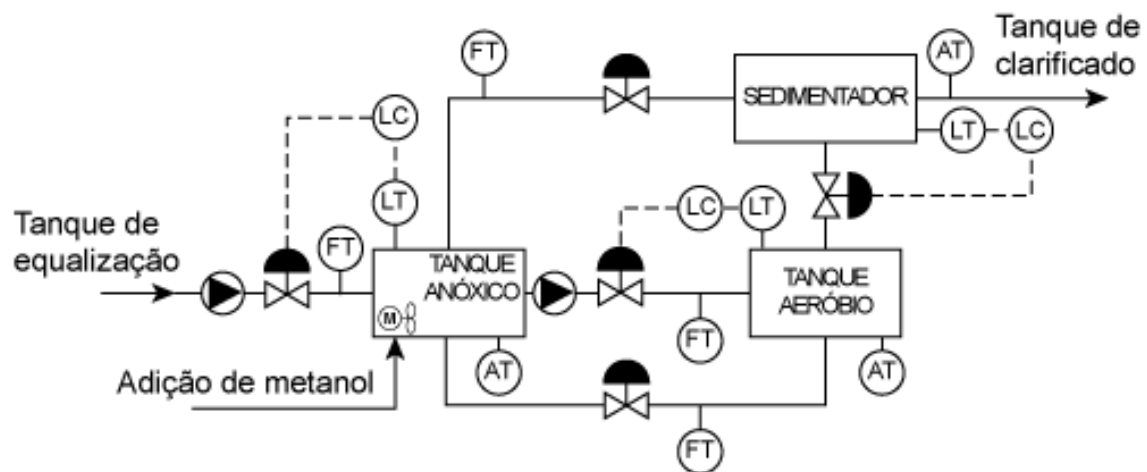 Tanque de
clarificado
FT
AT
SEDIMENTADOR
LC
LT
LC
LT
LC
LT
Tanque de
equalização
FT
TANQUE
ANÓXICO
TANQUE
AERÓBIO
M
FT
AT
AT
Adição de metanol
FT